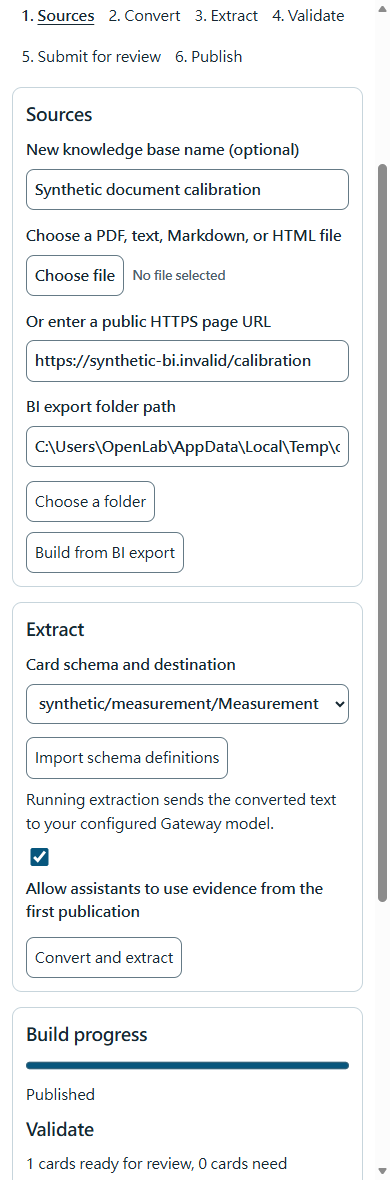 1. Sources 2. Convert 3. Extract 4. Validate
5. Submit for review 6. Publish
Sources
New knowledge base name (optional)
Synthetic document calibration
Choose a PDF, text, Markdown, or HTML file
Choose file No file selected
Or enter a public HTTPS page URL
https://synthetic-bi.invalid/calibration
BI export folder path
C:\Users\OpenLab\AppData\Local\Temp\
Choose a folder
Build from BI export
Extract
Card schema and destination
synthetic/measurement/Measurement
Import schema definitions
Running extraction sends the converted text
to your configured Gateway model.
Allow assistants to use evidence from the
first publication
Convert and extract
Build progress
Published
Validate
1 cards ready for review, 0 cards need